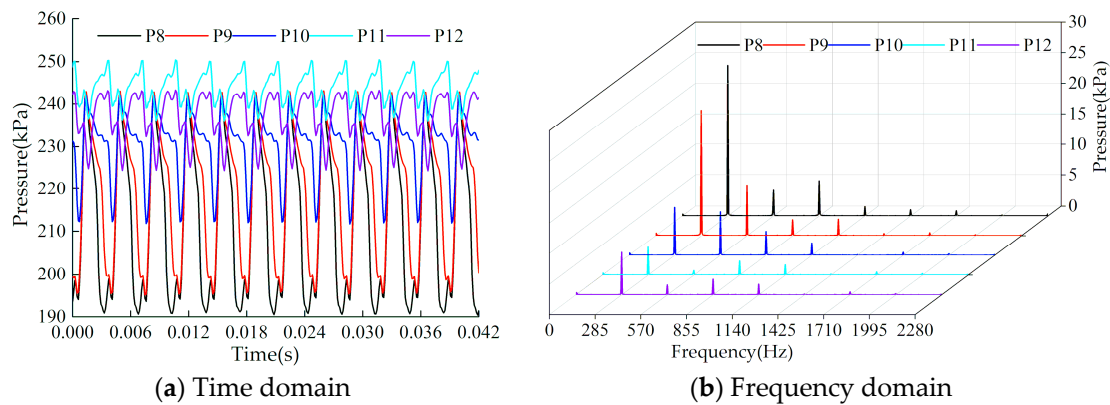 260
250
240
230
220
210
200
190
Pressure(kPa)
P8 P9 P10 P11 P12
0.000 0.006 0.012 0.018 0.024 0.030 0.036 0.042
Time(s)
(a) Time domain
30
25
20
15
10
5
0
Pressure(kPa)
P8 P9 P10 P11 P12
0 285 570 855 1140 1425 1710 1995 2280
Frequency(Hz)
(b) Frequency domain